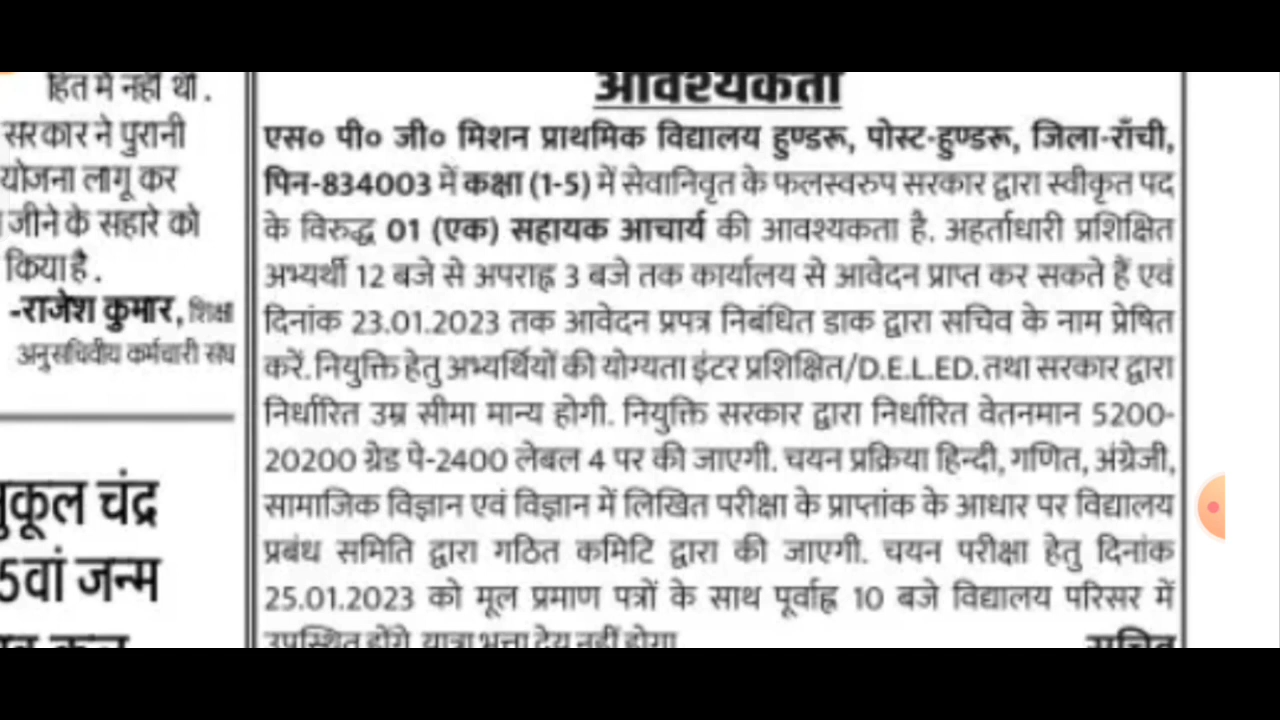 हित में नहीं थी.
सरकार ने पुरानी
योजना लागू कर
जीने के सहारे को
किया है.
-राजेश कुमार, शिक्षा
अनुसचिवीय कर्मचारी संघ
नुकूल चंद्र
5वां जन्म
आवश्यकता
एस० पी० जी० मिशन प्राथमिक विद्यालय हुण्डरू, पोस्ट-हुण्डरू, जिला-राँची,
पिन-834003 में कक्षा (1-5) में सेवानिवृत के फलस्वरुप सरकार द्वारा स्वीकृत पद
के विरुद्ध 01 (एक) सहायक आचार्य की आवश्यकता है. अहर्ताधारी प्रशिक्षित
अभ्यर्थी 12 बजे से अपराह्न 3 बजे तक कार्यालय से आवेदन प्राप्त कर सकते हैं एवं
दिनांक 23.01.2023 तक आवेदन प्रपत्र निबंधित डाक द्वारा सचिव के नाम प्रेषित
करें. नियुक्ति हेतु अभ्यर्थियों की योग्यता इंटर प्रशिक्षित/D.E.L.ED. तथा सरकार द्वारा
निर्धारित उम्र सीमा मान्य होगी. नियुक्ति सरकार द्वारा निर्धारित वेतनमान 5200-
20200 ग्रेड पे-2400 लेबल 4 पर की जाएगी. चयन प्रक्रिया हिन्दी, गणित, अंग्रेजी,
सामाजिक विज्ञान एवं विज्ञान में लिखित परीक्षा के प्राप्तांक के आधार पर विद्यालय
प्रबंध समिति द्वारा गठित कमिटि द्वारा की जाएगी. चयन परीक्षा हेतु दिनांक
25.01.2023 को मूल प्रमाण पत्रों के साथ पूर्वाह्न 10 बजे विद्यालय परिसर में
उपस्थित होंगे. यात्रा भत्ता देय नहीं होगा. सचिव